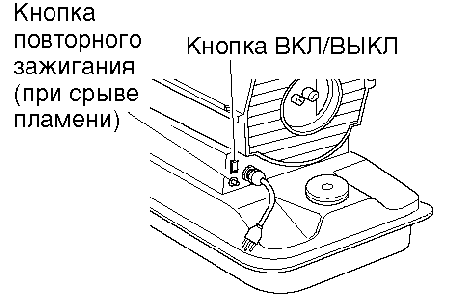 Кнопка
повторного
зажигания
(при срыве
пламени)
Кнопка ВКЛ/ВЫКЛ